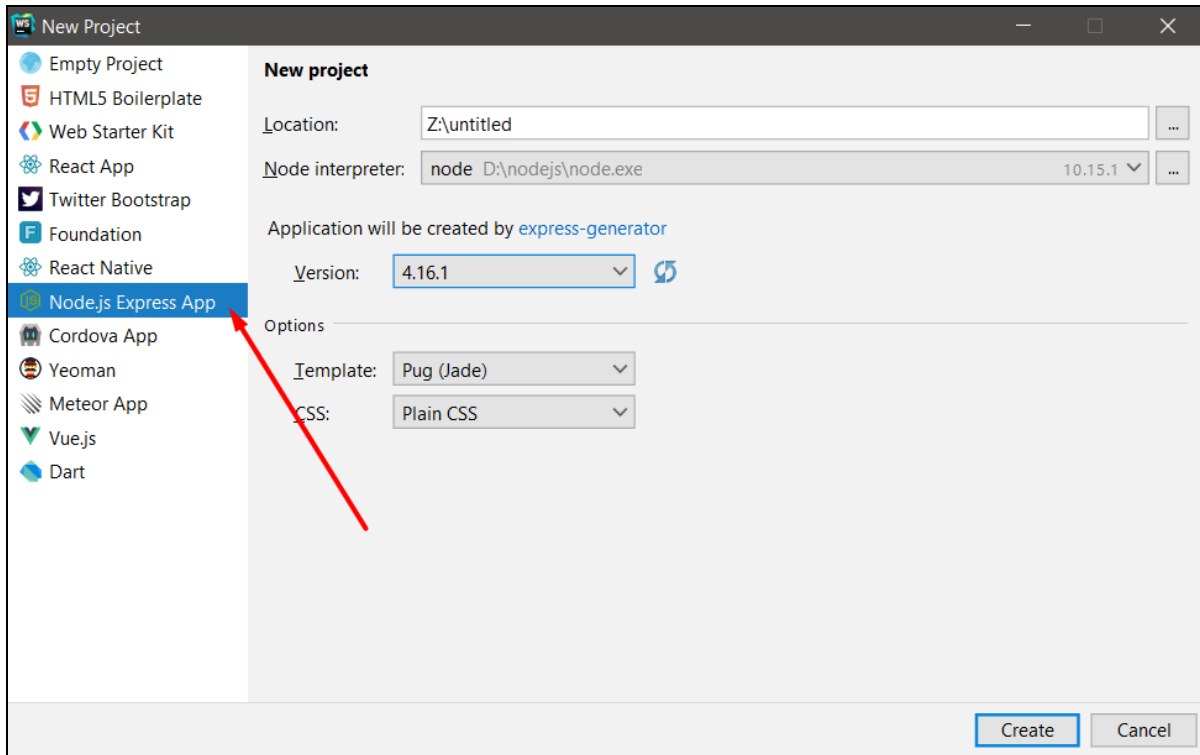 WS New Project
Empty Project
HTML5 Boilerplate
Web Starter Kit
React App
Twitter Bootstrap
Foundation
React Native
Node.js Express App
Cordova App
Yeoman
Meteor App
Vue.js
Dart
New project
Location: Z:\untitled ...
Node interpreter: node D:\nodejs\node.exe 10.15.1 ...
Application will be created by express-generator
Version: 4.16.1
Options
Template: Pug (Jade)
CSS: Plain CSS
Create Cancel